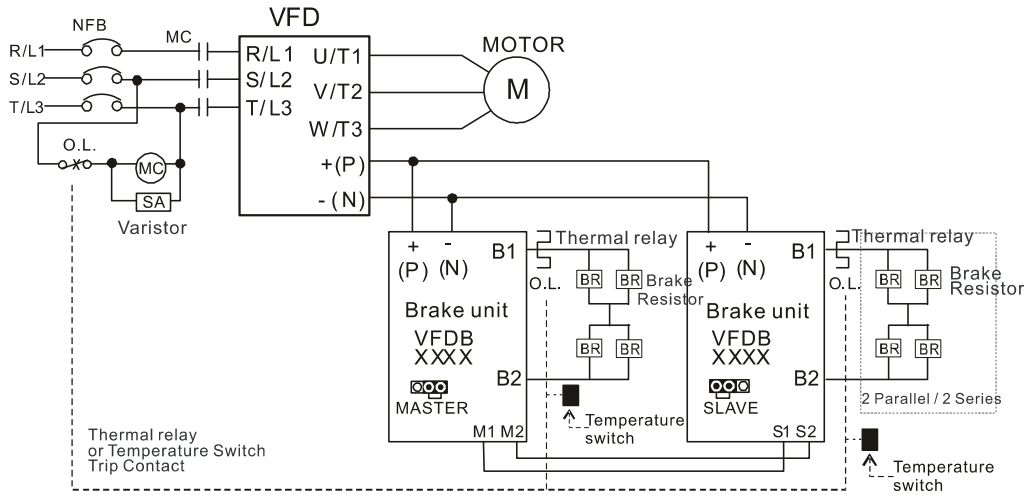 VFD
NFB
MC
MOTOR
R/L1
S/L2
T/L3
R/L1
S/L2
T/L3
U/T1
V/T2
W/T3
+(P)
- (N)
M
O.L.
MC
SA
Varistor
+
(P)
-
(N)
B1
Brake unit
VFDB
XXXX
B2
MASTER
M1 M2
Thermal relay
O.L.
BR
BR
BR
BR
Brake
Resistor
Temperature
switch
+
(P)
-
(N)
B1
Brake unit
VFDB
XXXX
B2
SLAVE
S1 S2
Thermal relay
O.L.
BR
BR
BR
BR
Brake
Resistor
2 Parallel / 2 Series
Temperature
switch
Thermal relay
or Temperature Switch
Trip Contact